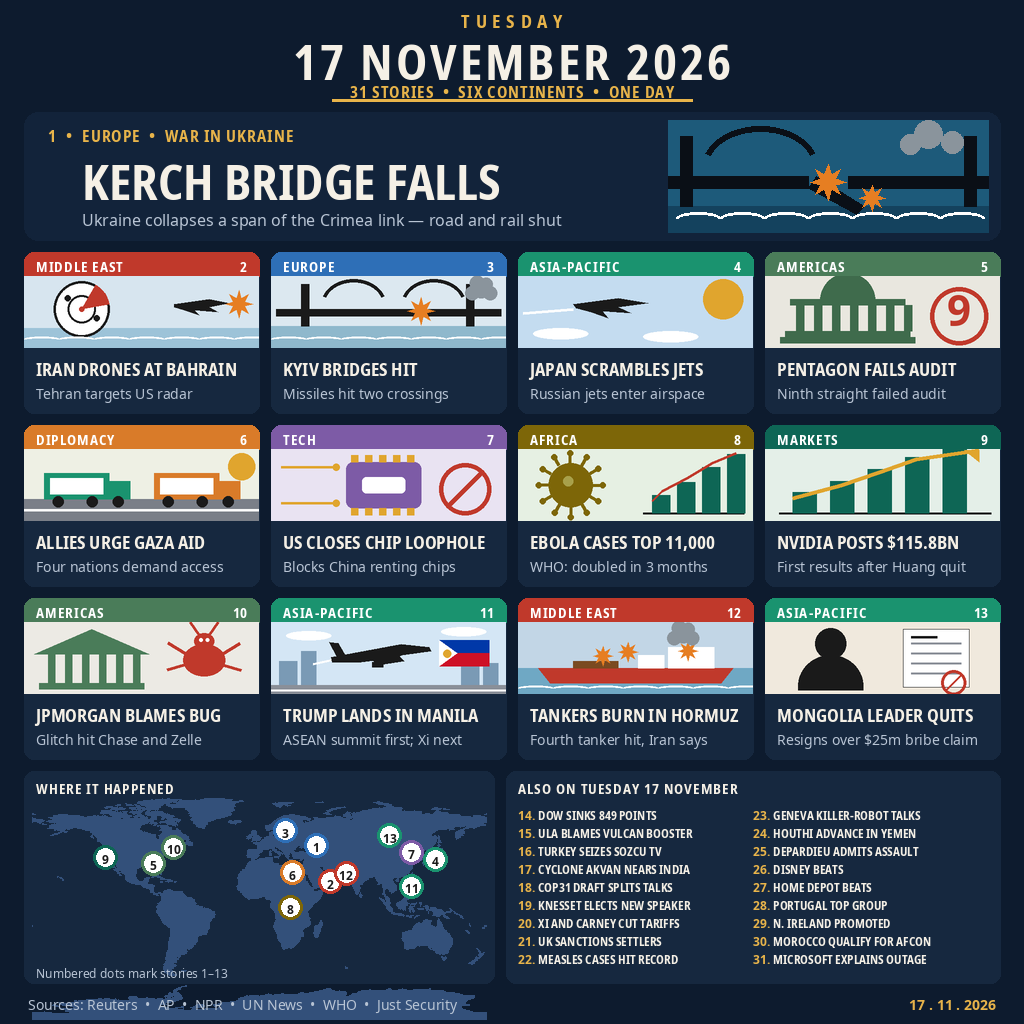 TUESDAY
17 NOVEMBER 2026
31 STORIES • SIX CONTINENTS • ONE DAY
1 • EUROPE • WAR IN UKRAINE
KERCH BRIDGE FALLS
Ukraine collapses a span of the Crimea link — road and rail shut
MIDDLE EAST 2
IRAN DRONES AT BAHRAIN
Tehran targets US radar
EUROPE 3
KYIV BRIDGES HIT
Missiles hit two crossings
ASIA-PACIFIC 4
JAPAN SCRAMBLES JETS
Russian jets enter airspace
AMERICAS 5
9
PENTAGON FAILS AUDIT
Ninth straight failed audit
DIPLOMACY 6
ALLIES URGE GAZA AID
Four nations demand access
TECH 7
US CLOSES CHIP LOOPHOLE
Blocks China renting chips
AFRICA 8
EBOLA CASES TOP 11,000
WHO: doubled in 3 months
MARKETS 9
NVIDIA POSTS $115.8BN
First results after Huang quit
AMERICAS 10
JPMORGAN BLAMES BUG
Glitch hit Chase and Zelle
ASIA-PACIFIC 11
TRUMP LANDS IN MANILA
ASEAN summit first; Xi next
MIDDLE EAST 12
TANKERS BURN IN HORMUZ
Fourth tanker hit, Iran says
ASIA-PACIFIC 13
MONGOLIA LEADER QUITS
Resigns over $25m bribe claim
WHERE IT HAPPENED
3
13
1
10
7
9
5
4
6
12
2
11
8
Numbered dots mark stories 1–13
ALSO ON TUESDAY 17 NOVEMBER
14. DOW SINKS 849 POINTS
15. ULA BLAMES VULCAN BOOSTER
16. TURKEY SEIZES SOZCU TV
17. CYCLONE AKVAN NEARS INDIA
18. COP31 DRAFT SPLITS TALKS
19. KNESSET ELECTS NEW SPEAKER
20. XI AND CARNEY CUT TARIFFS
21. UK SANCTIONS SETTLERS
22. MEASLES CASES HIT RECORD
23. GENEVA KILLER-ROBOT TALKS
24. HOUTHI ADVANCE IN YEMEN
25. DEPARDIEU ADMITS ASSAULT
26. DISNEY BEATS
27. HOME DEPOT BEATS
28. PORTUGAL TOP GROUP
29. N. IRELAND PROMOTED
30. MOROCCO QUALIFY FOR AFCON
31. MICROSOFT EXPLAINS OUTAGE
Sources: Reuters • AP • NPR • UN News • WHO • Just Security
17 . 11 . 2026